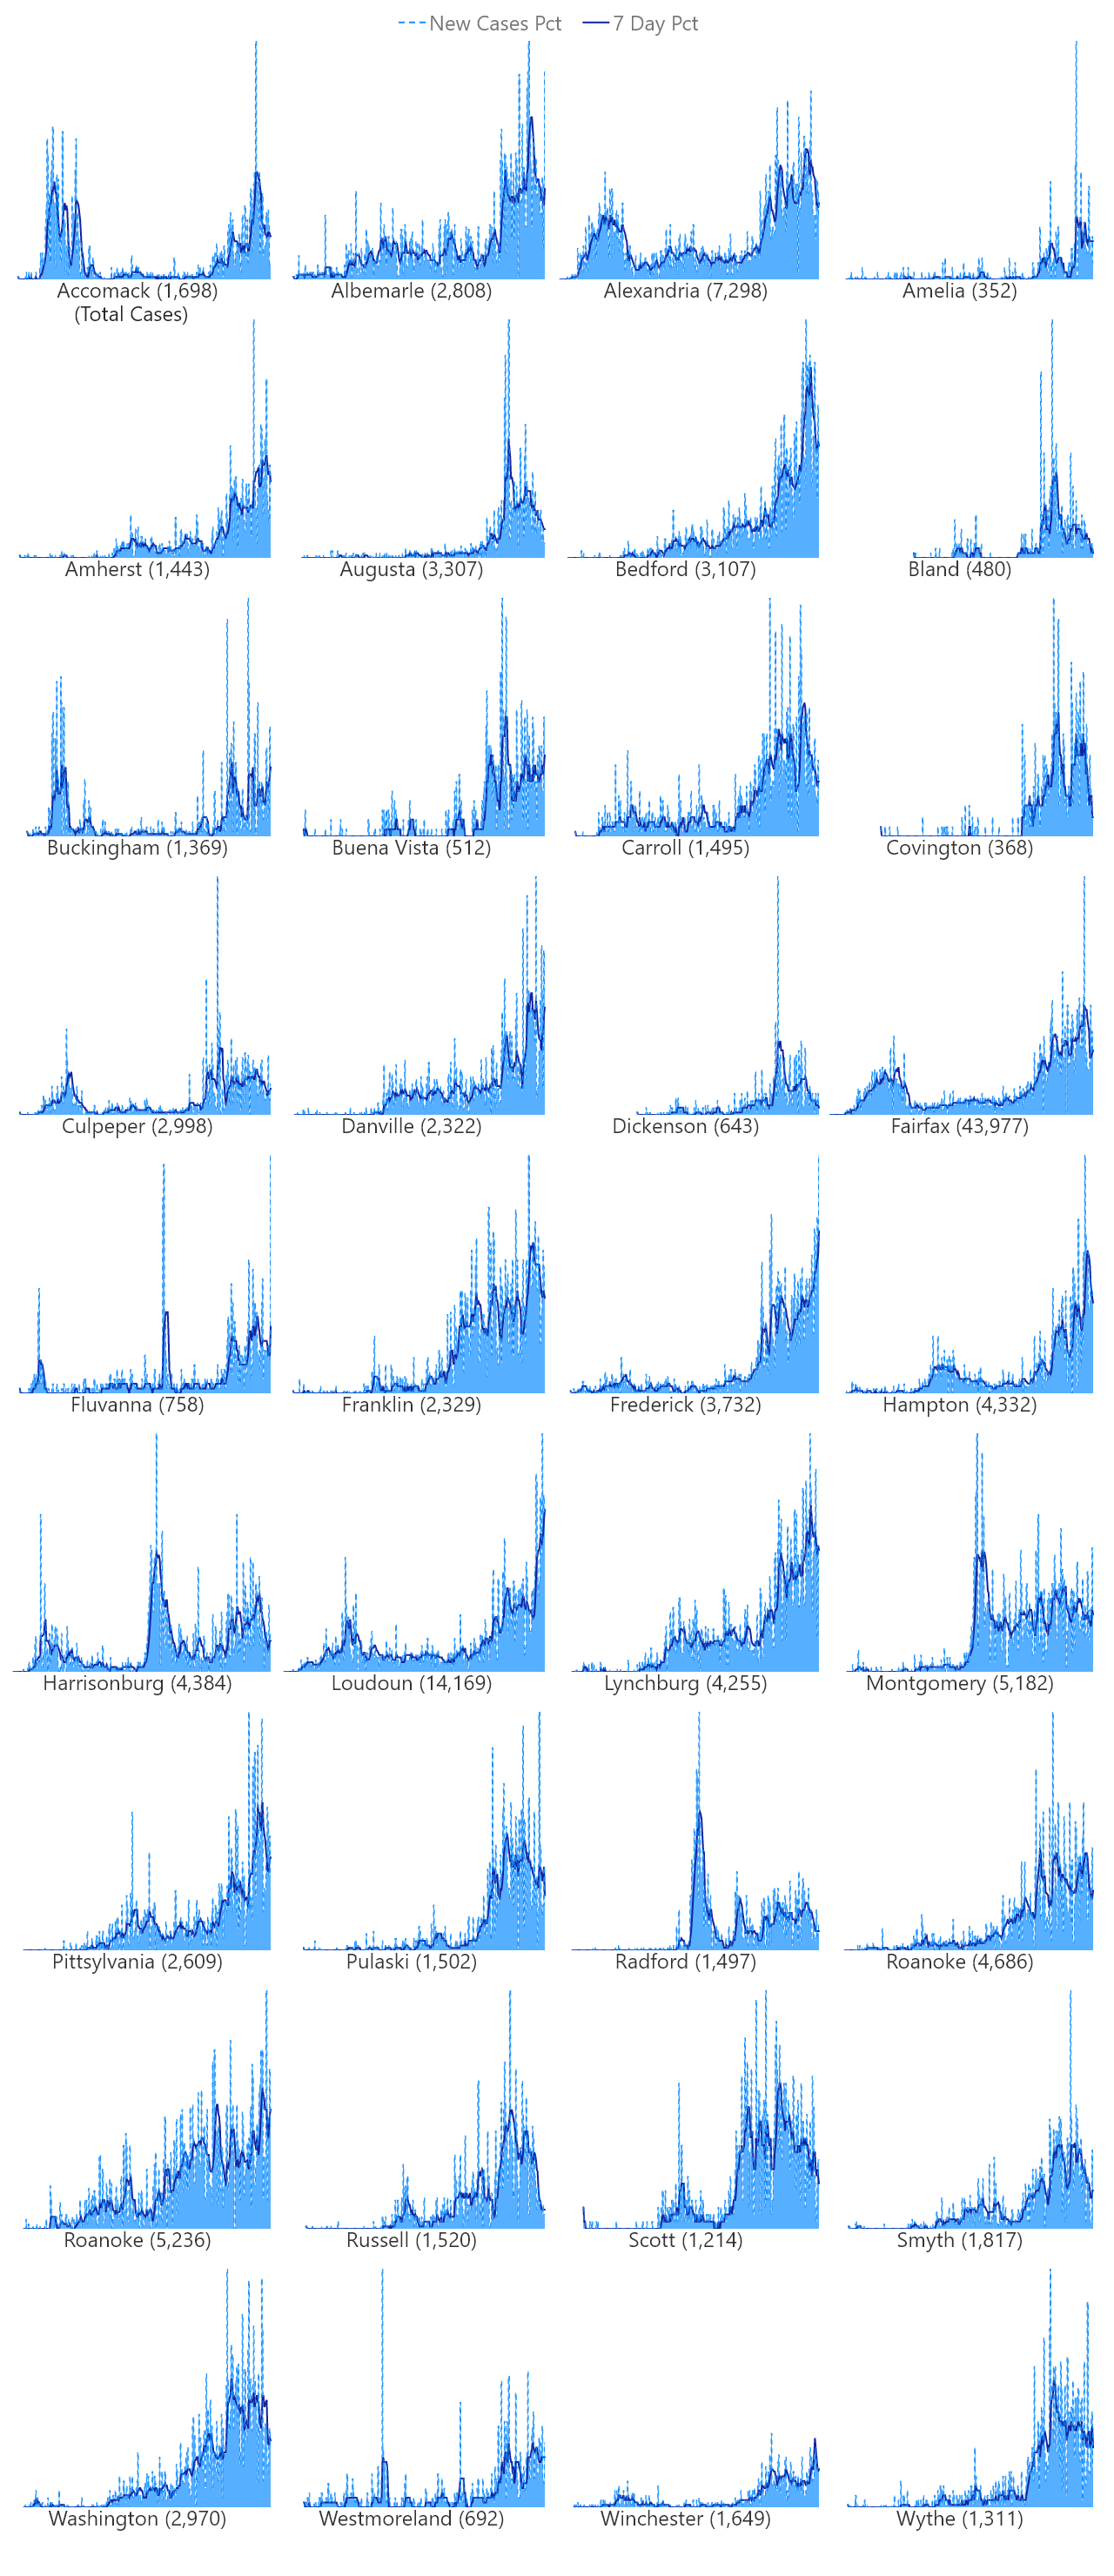 New Cases Pct 7 Day Pct
Accomack (1,698) Albemarle (2,808) Alexandria (7,298) Amelia (352)
(Total Cases)
Amherst (1,443) Augusta (3,307) Bedford (3,107) Bland (480)
Buckingham (1,369) Buena Vista (512) Carroll (1,495) Covington (368)
Culpeper (2,998) Danville (2,322) Dickenson (643) Fairfax (43,977)
Fluvanna (758) Franklin (2,329) Frederick (3,732) Hampton (4,332)
Harrisonburg (4,384) Loudoun (14,169) Lynchburg (4,255) Montgomery (5,182)
Pittsylvania (2,609) Pulaski (1,502) Radford (1,497) Roanoke (4,686)
Roanoke (5,236) Russell (1,520) Scott (1,214) Smyth (1,817)
Washington (2,970) Westmoreland (692) Winchester (1,649) Wythe (1,311)